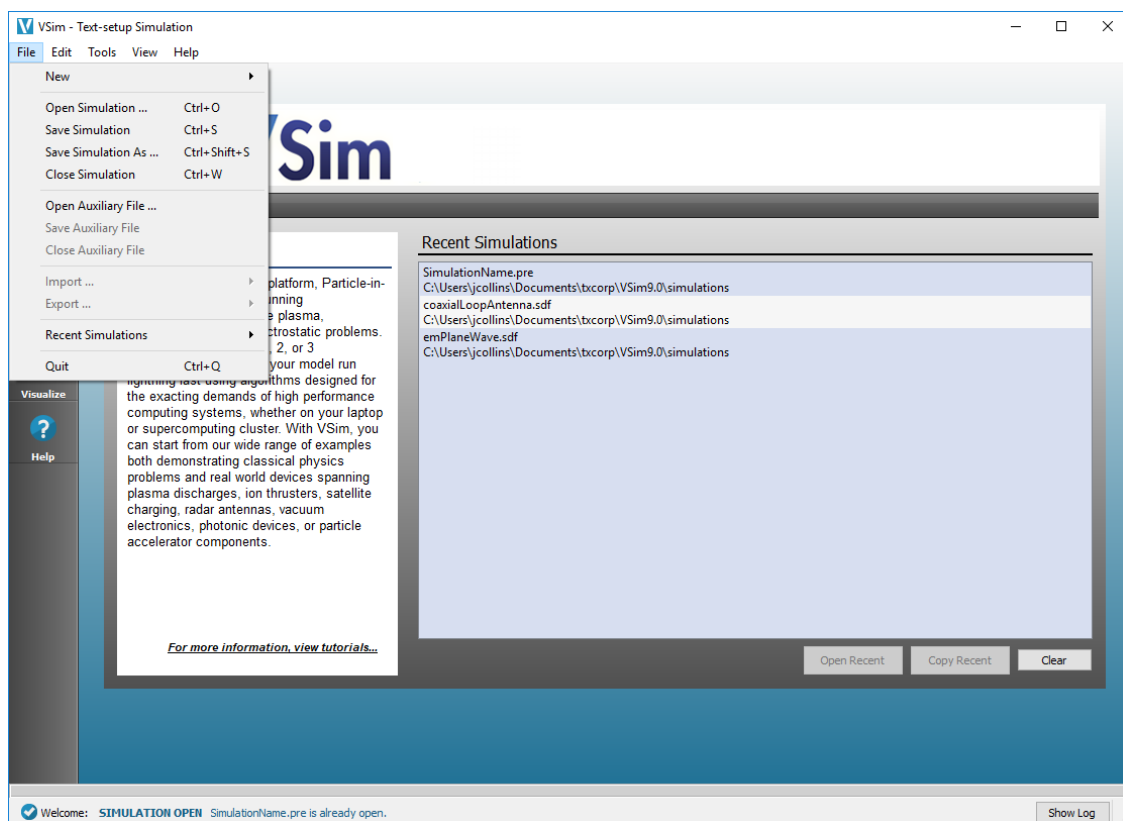 VSim - Text-setup Simulation
File Edit Tools View Help
New
Open Simulation ... Ctrl+O
Save Simulation Ctrl+S
Save Simulation As ... Ctrl+Shift+S
Close Simulation Ctrl+W
Open Auxiliary File ...
Save Auxiliary File
Close Auxiliary File
Import ...
Export ...
Recent Simulations
Quit Ctrl+Q
Sim
platform, Particle-in-
plasma,
ctrostatic problems.
, 2, or 3
your model run
lightning fast using algorithms designed for
the exacting demands of high performance
computing systems, whether on your laptop
or supercomputing cluster. With VSim, you
can start from our wide range of examples
both demonstrating classical physics
problems and real world devices spanning
plasma discharges, ion thrusters, satellite
charging, radar antennas, vacuum
electronics, photonic devices, or particle
accelerator components.
For more information, view tutorials...
Visualize
Help
Recent Simulations
SimulationName.pre
C:\Users\jcollins\Documents\txcorp\VSim9.0\simulations
coaxialLoopAntenna.sdf
C:\Users\jcollins\Documents\txcorp\VSim9.0\simulations
emPlaneWave.sdf
C:\Users\jcollins\Documents\txcorp\VSim9.0\simulations
Open Recent Copy Recent Clear
Welcome: SIMULATION OPEN SimulationName.pre is already open.
Show Log